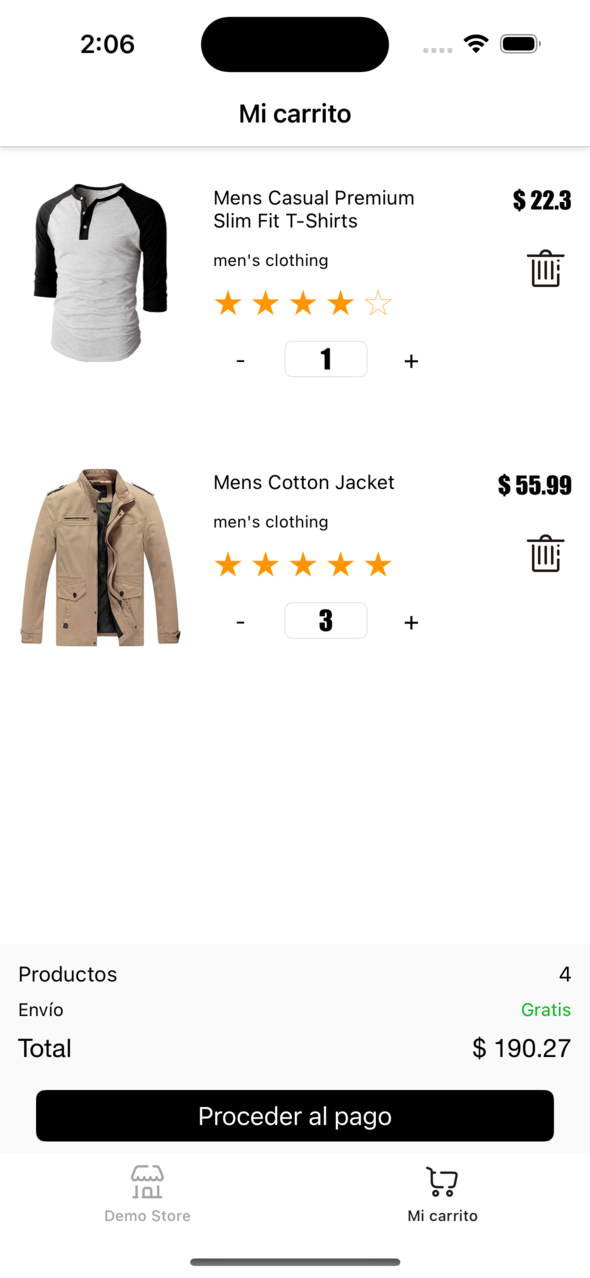 2:06
Mi carrito
Mens Casual Premium
Slim Fit T-Shirts
$ 22.3
men's clothing
- 1 +
Mens Cotton Jacket
$ 55.99
men's clothing
- 3 +
Productos 4
Envío Gratis
Total $ 190.27
Proceder al pago
Demo Store
Mi carrito